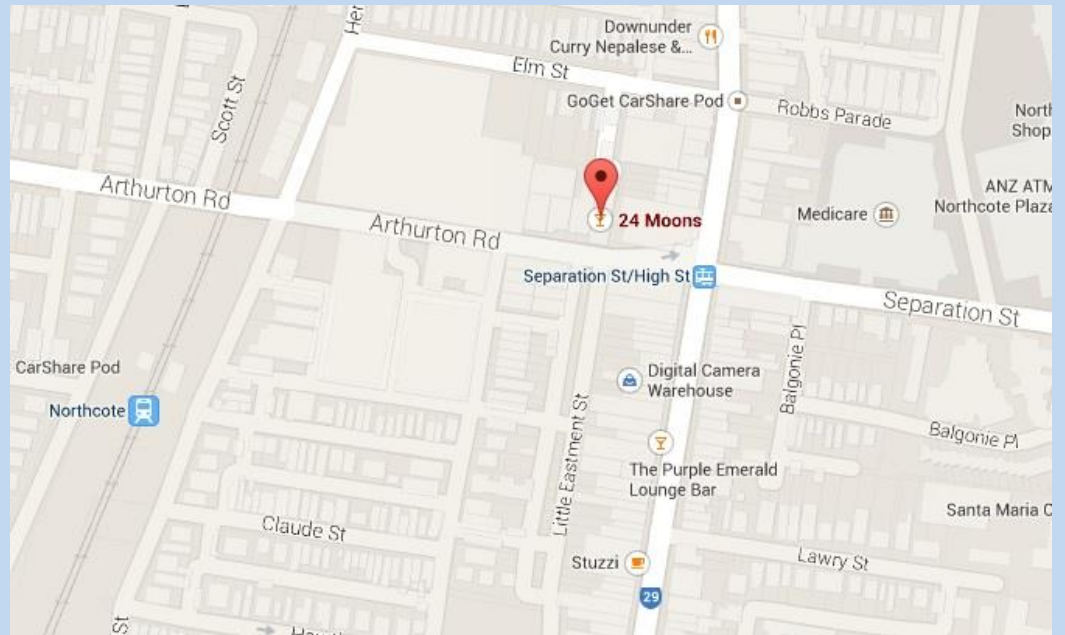 Downunder
Curry Nepalese &...
Her
Elm St
Scott St
GoGet CarShare Pod
Robbs Parade
North
Shop
Arthurton Rd
ANZ ATM
Northcote Plaza
24 Moons
Medicare
Arthurton Rd
Separation St/High St
Separation St
CarShare Pod
Digital Camera
Warehouse
Balgonie Pl
Northcote
Balgonie Pl
Little Eastment St
The Purple Emerald
Lounge Bar
Santa Maria C
Claude St
Lawry St
Stuzzi
29
St